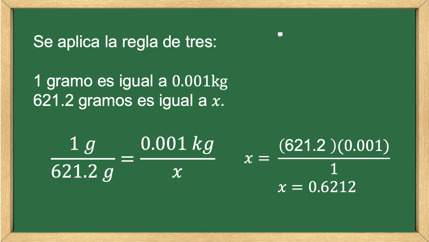 Se aplica la regla de tres:
1 gramo es igual a 0.001kg
621.2 gramos es igual a x.
1 g / 621.2 g = 0.001 kg / x
x = (621.2 )(0.001) / 1
x = 0.6212